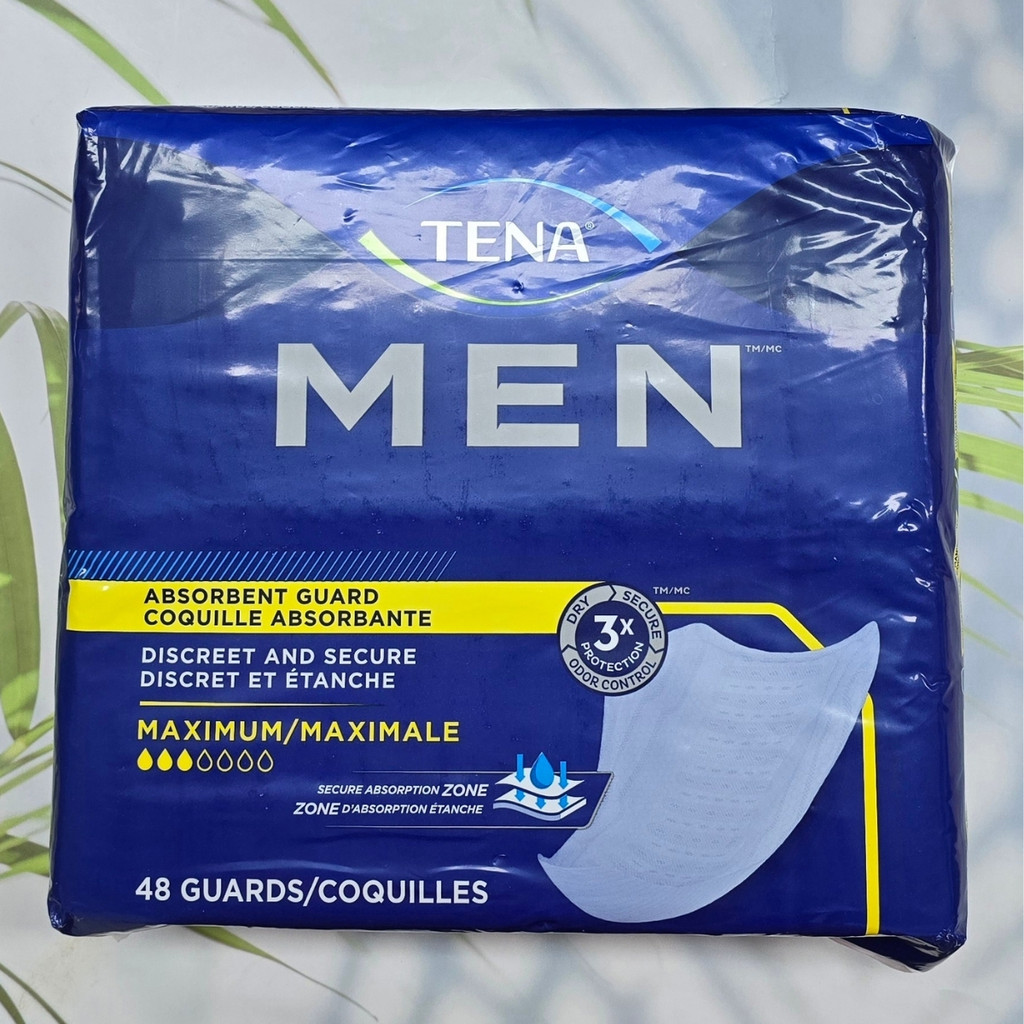 TENA®
MEN TM/MC
ABSORBENT GUARD
COQUILLE ABSORBANTE
DISCREET AND SECURE
DISCRET ET ÉTANCHE
MAXIMUM/MAXIMALE
TM/MC
DRY SECURE
3X
PROTECTION
ODOR CONTROL
SECURE ABSORPTION ZONE
ZONE D'ABSORPTION ÉTANCHE
48 GUARDS/COQUILLES